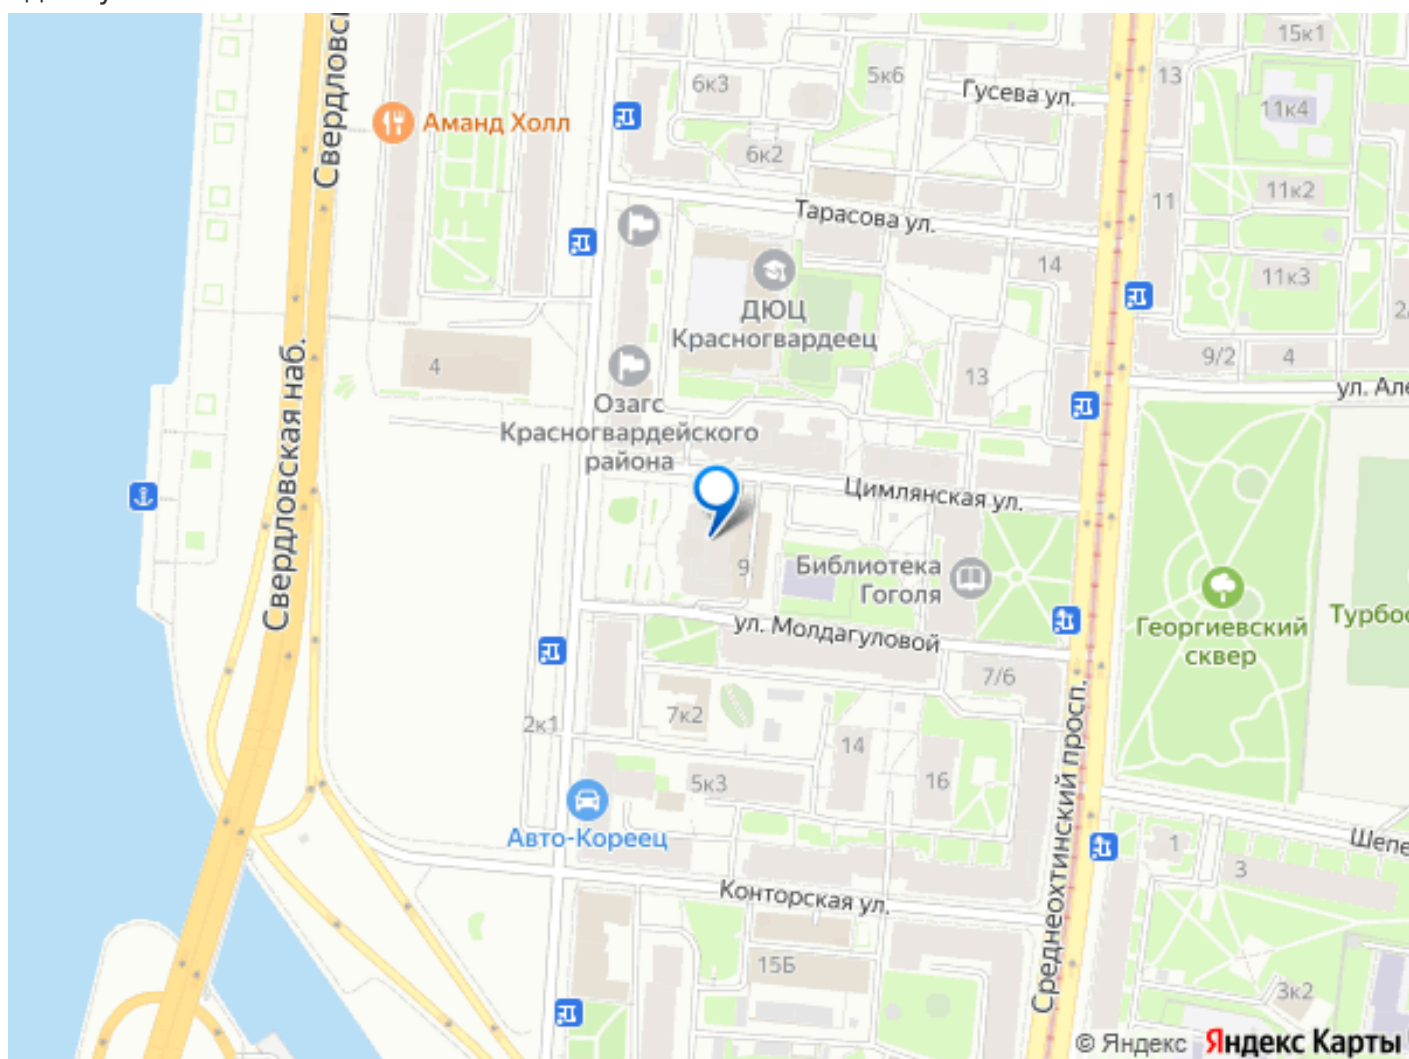 Свердловск
Аманд Холл
6к3
5к6
Гусева ул.
15к1
13
11к4
6к2
11к2
11
Тарасова ул.
14
11к3
ДЮЦ
Красногвардеец
2/
4
13
9/2
4
ул. Але
Озагс
Красногвардейского
района
Свердловская наб.
Цимлянская ул.
9
Библиотека
Гоголя
Георгиевский
сквер
Турбос
ул. Молдагуловой
7/6
2к1
7к2
14
5к3
16
Среднеохтинский просп.
Авто-Кореец
1
Шепе
3
Конторская ул.
15Б
3к2
© Яндекс Яндекс Карты